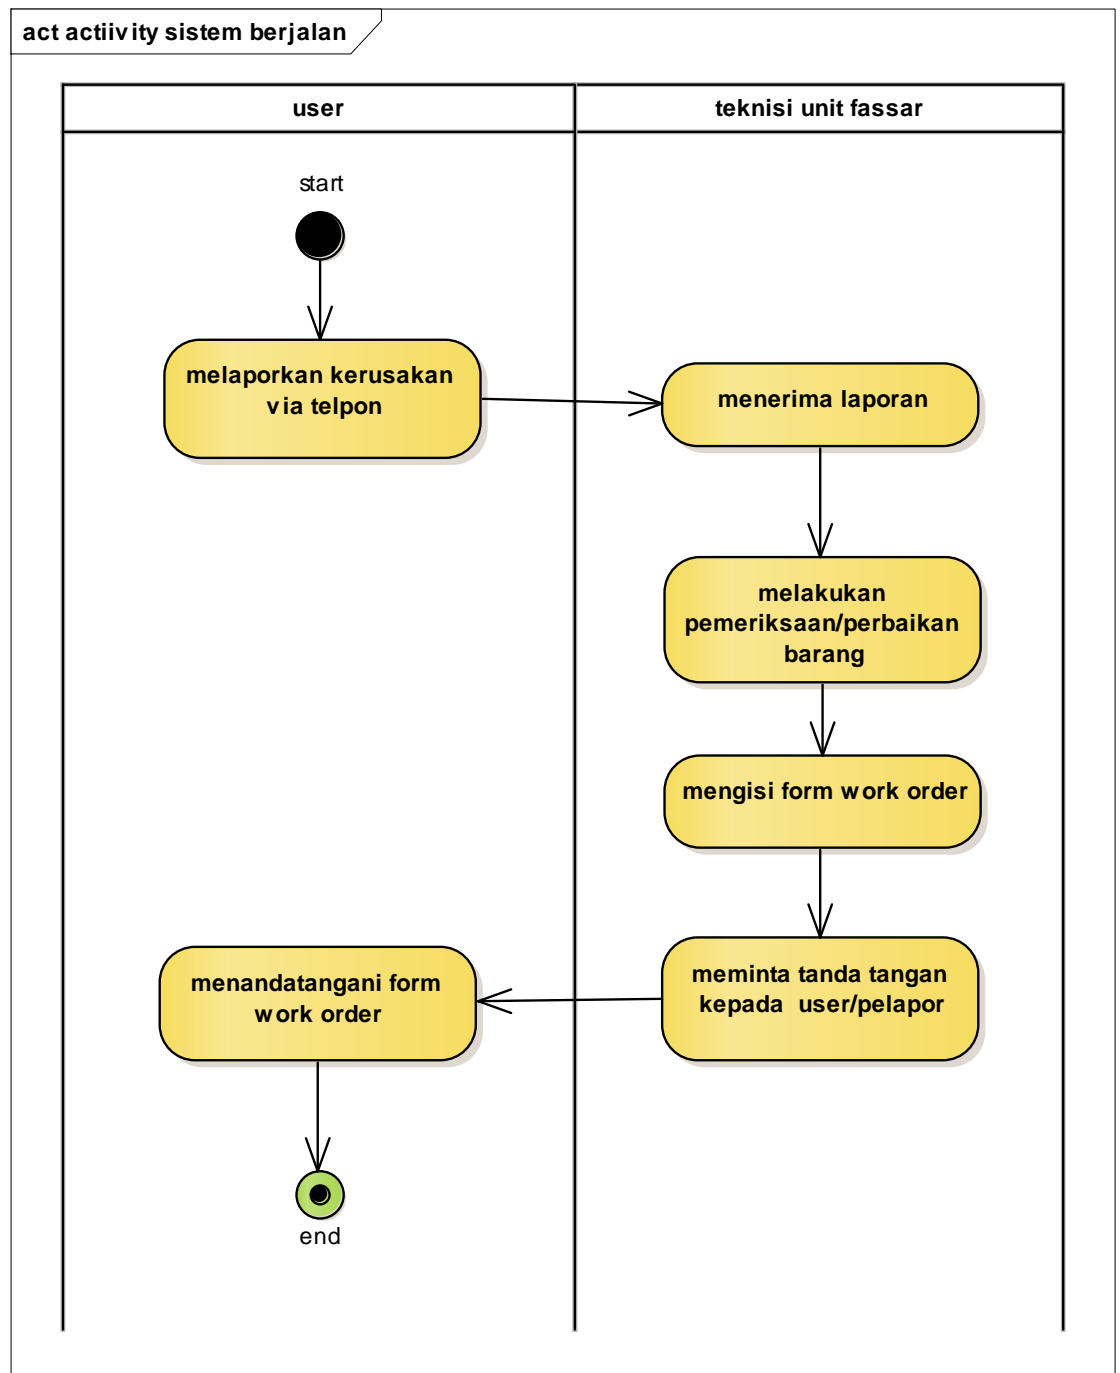 act actiivity sistem berjalan
user
teknisi unit fassar
start
melaporkan kerusakan
via telpon
menerima laporan
melakukan
pemeriksaan/perbaikan
barang
mengisi form work order
meminta tanda tangan
kepada  user/pelapor
menandatangani form
work order
end